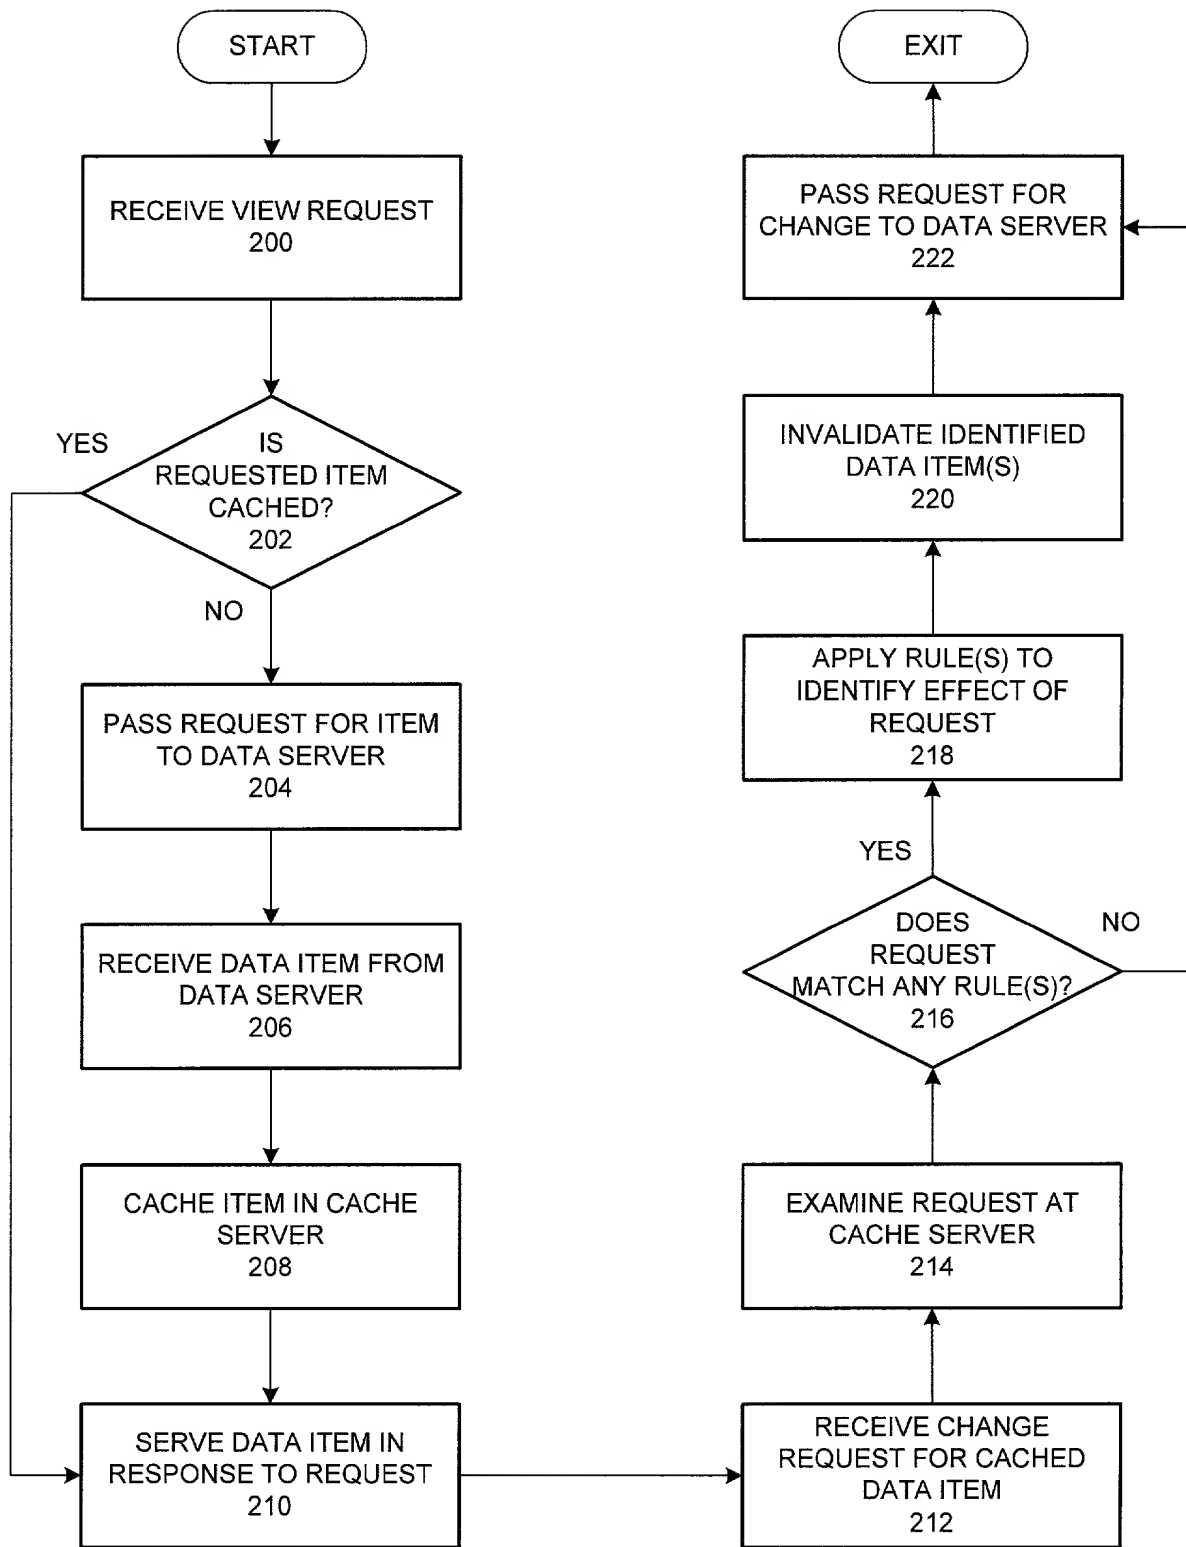 START
RECEIVE VIEW REQUEST
200
YES
IS
REQUESTED ITEM
CACHED?
202
NO
PASS REQUEST FOR ITEM
TO DATA SERVER
204
RECEIVE DATA ITEM FROM
DATA SERVER
206
CACHE ITEM IN CACHE
SERVER
208
SERVE DATA ITEM IN
RESPONSE TO REQUEST
210
RECEIVE CHANGE
REQUEST FOR CACHED
DATA ITEM
212
EXAMINE REQUEST AT
CACHE SERVER
214
DOES
REQUEST
MATCH ANY RULE(S)?
216
YES
NO
APPLY RULE(S) TO
IDENTIFY EFFECT OF
REQUEST
218
INVALIDATE IDENTIFIED
DATA ITEM(S)
220
PASS REQUEST FOR
CHANGE TO DATA SERVER
222
EXIT